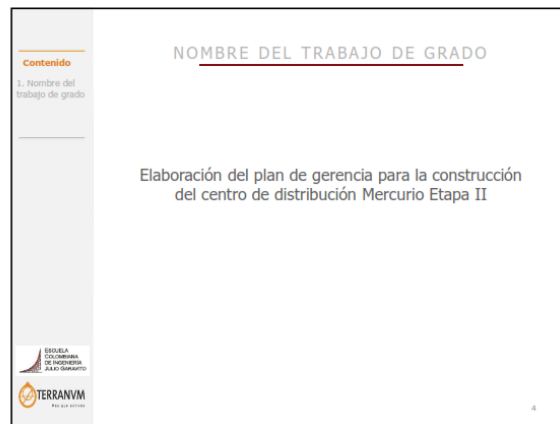 Contenido
1. Nombre del
trabajo de grado
NOMBRE DEL TRABAJO DE GRADO
Elaboración del plan de gerencia para la construcción
del centro de distribución Mercurio Etapa II
ESCUELA
COLOMBIANA
DE INGENIERÍA
JULIO GARAVITO
TERRANVM
4